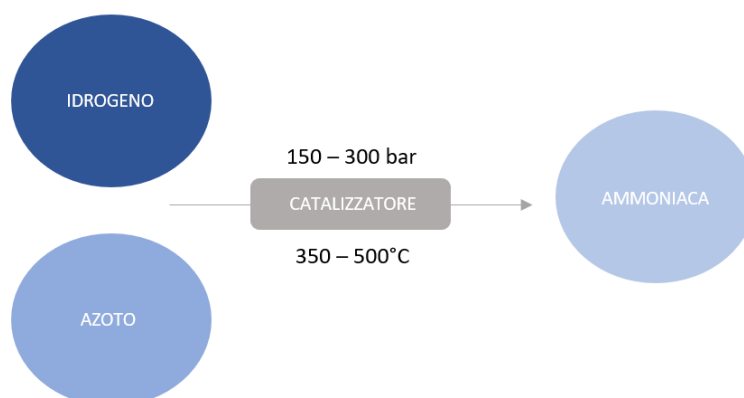 IDROGENO
150 – 300 bar
CATALIZZATORE
AMMONIACA
350 – 500°C
AZOTO